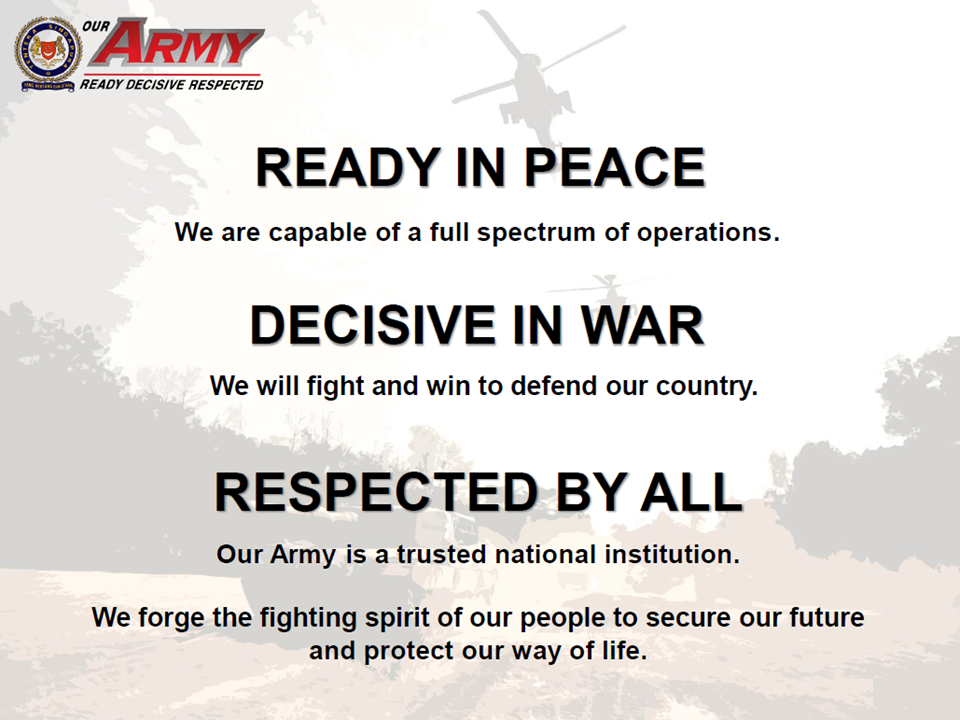 OUR
ARMY
READY DECISIVE RESPECTED
READY IN PEACE
We are capable of a full spectrum of operations.
DECISIVE IN WAR
We will fight and win to defend our country.
RESPECTED BY ALL
Our Army is a trusted national institution.
We forge the fighting spirit of our people to secure our future
and protect our way of life.